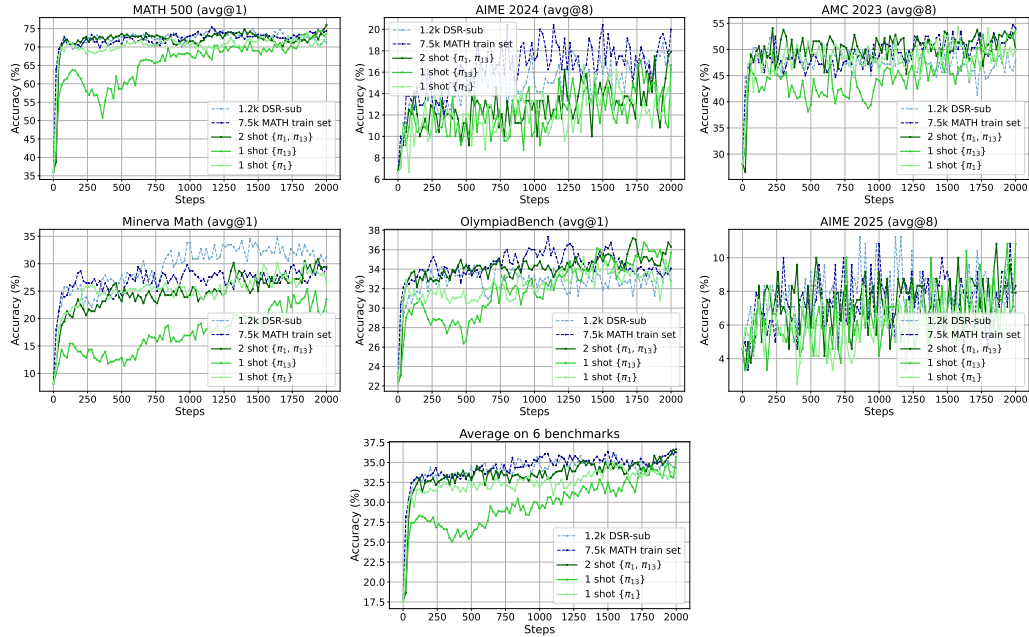 MATH 500 (avg@1)
Accuracy (%)
75
70
65
60
55
50
45
40
35
0 250 500 750 1000 1250 1500 1750 2000
Steps
1.2k DSR-sub
7.5k MATH train set
2 shot {π₁, π₁₃}
1 shot {π₁₃}
1 shot {π₁}
AIME 2024 (avg@8)
Accuracy (%)
20
18
16
14
12
10
8
6
0 250 500 750 1000 1250 1500 1750 2000
Steps
1.2k DSR-sub
7.5k MATH train set
2 shot {π₁, π₁₃}
1 shot {π₁₃}
1 shot {π₁}
AMC 2023 (avg@8)
Accuracy (%)
55
50
45
40
35
30
0 250 500 750 1000 1250 1500 1750 2000
Steps
1.2k DSR-sub
7.5k MATH train set
2 shot {π₁, π₁₃}
1 shot {π₁₃}
1 shot {π₁}
Minerva Math (avg@1)
Accuracy (%)
35
30
25
20
15
10
0 250 500 750 1000 1250 1500 1750 2000
Steps
1.2k DSR-sub
7.5k MATH train set
2 shot {π₁, π₁₃}
1 shot {π₁₃}
1 shot {π₁}
OlympiadBench (avg@1)
Accuracy (%)
38
36
34
32
30
28
26
24
22
0 250 500 750 1000 1250 1500 1750 2000
Steps
1.2k DSR-sub
7.5k MATH train set
2 shot {π₁, π₁₃}
1 shot {π₁₃}
1 shot {π₁}
AIME 2025 (avg@8)
Accuracy (%)
10
8
6
4
0 250 500 750 1000 1250 1500 1750 2000
Steps
1.2k DSR-sub
7.5k MATH train set
2 shot {π₁, π₁₃}
1 shot {π₁₃}
1 shot {π₁}
Average on 6 benchmarks
Accuracy (%)
37.5
35.0
32.5
30.0
27.5
25.0
22.5
20.0
17.5
0 250 500 750 1000 1250 1500 1750 2000
Steps
1.2k DSR-sub
7.5k MATH train set
2 shot {π₁, π₁₃}
1 shot {π₁₃}
1 shot {π₁}